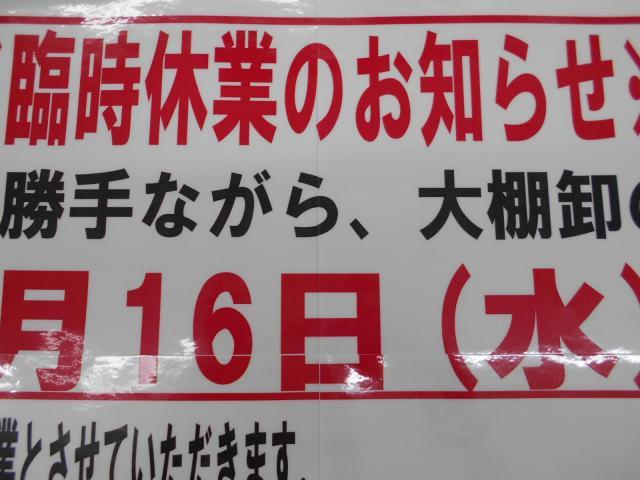 臨時休業のお知らせ※
勝手ながら、大棚卸の
月16日(水)
業とさせていただきます。